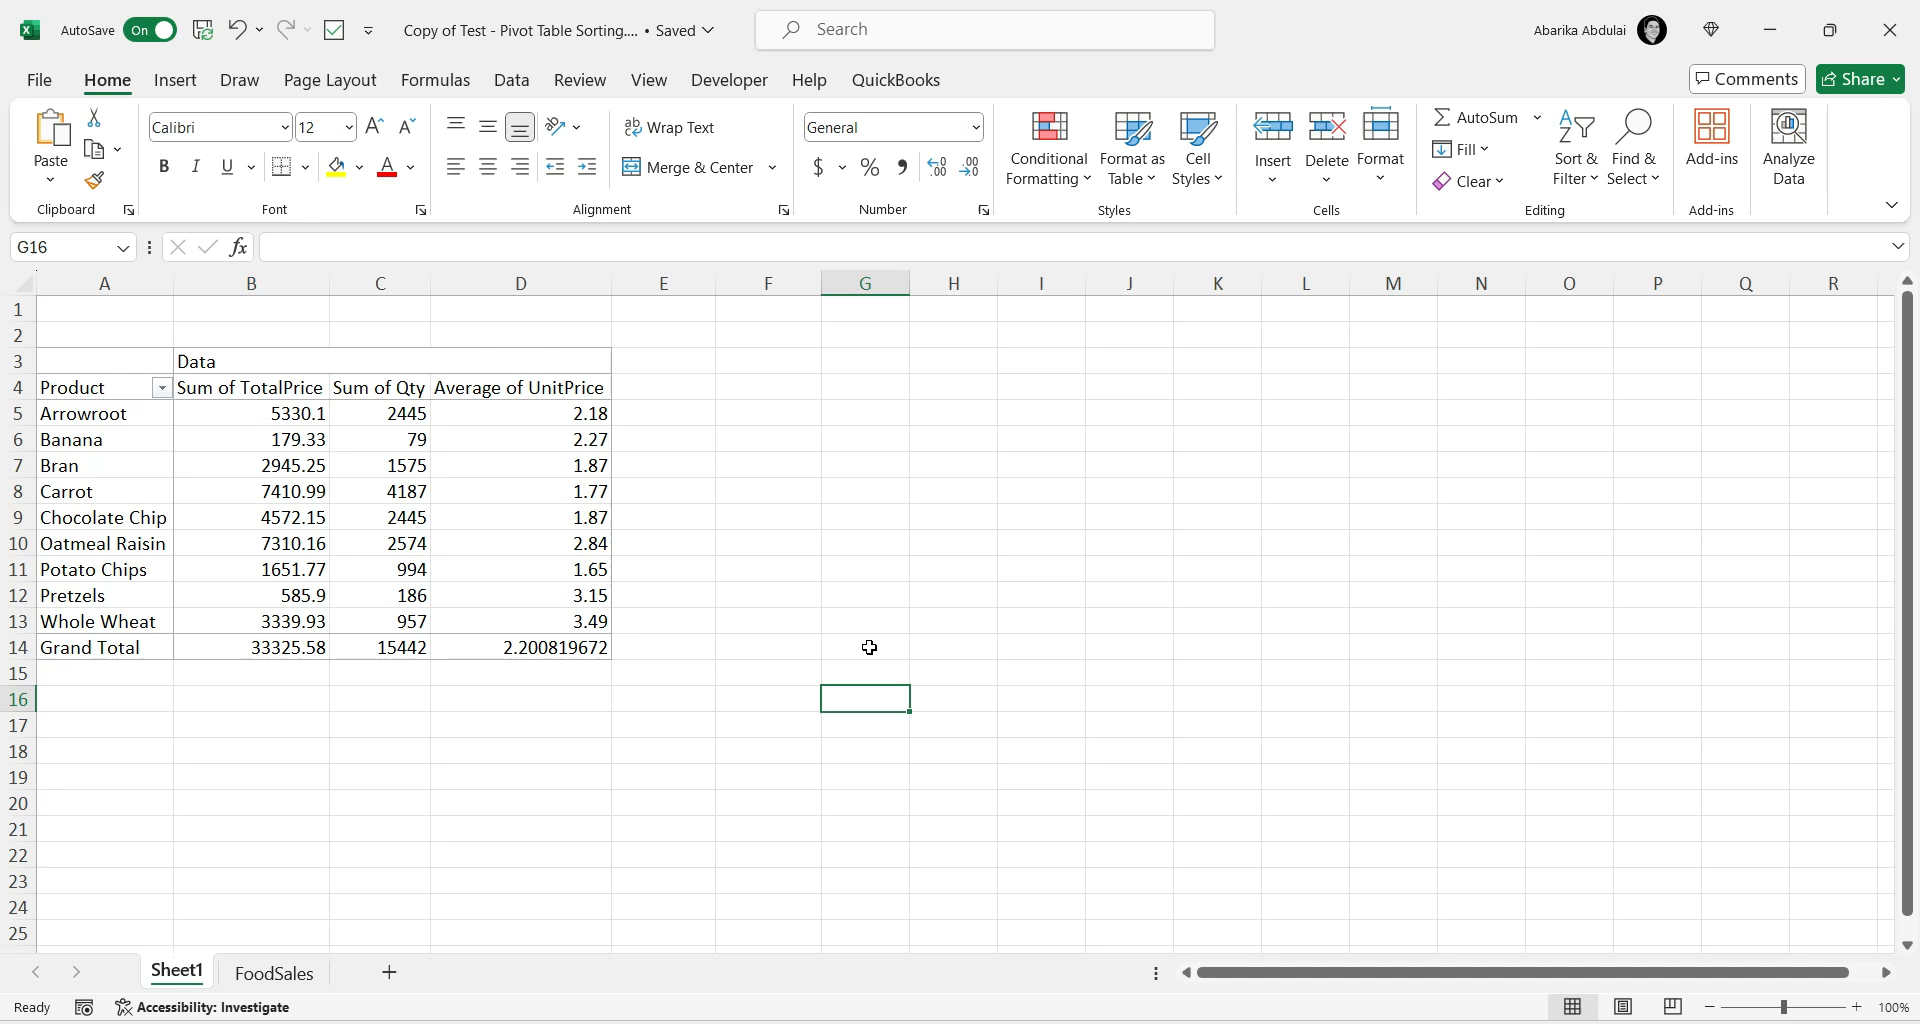 AutoSave On Copy of Test - Pivot Table Sorting.... • Saved Search Abarika Abdulai
File Home Insert Draw Page Layout Formulas Data Review View Developer Help QuickBooks Comments Share
Paste Calibri 12 Wrap Text General Conditional Formatting Format as Table Cell Styles Insert Delete Format AutoSum Sort & Filter Find & Select Add-ins Analyze Data
B I U Merge & Center $ % Fill
Clear
Clipboard Font Alignment Number Styles Cells Editing Add-ins
G16 fx
A B C D E F G H I J K L M N O P Q R
1
2
3 Data
4 Product Sum of TotalPrice Sum of Qty Average of UnitPrice
5 Arrowroot 5330.1 2445 2.18
6 Banana 179.33 79 2.27
7 Bran 2945.25 1575 1.87
8 Carrot 7410.99 4187 1.77
9 Chocolate Chip 4572.15 2445 1.87
10 Oatmeal Raisin 7310.16 2574 2.84
11 Potato Chips 1651.77 994 1.65
12 Pretzels 585.9 186 3.15
13 Whole Wheat 3339.93 957 3.49
14 Grand Total 33325.58 15442 2.200819672
15
16
17
18
19
20
21
22
23
24
25
Sheet1 FoodSales
Ready Accessibility: Investigate 100%